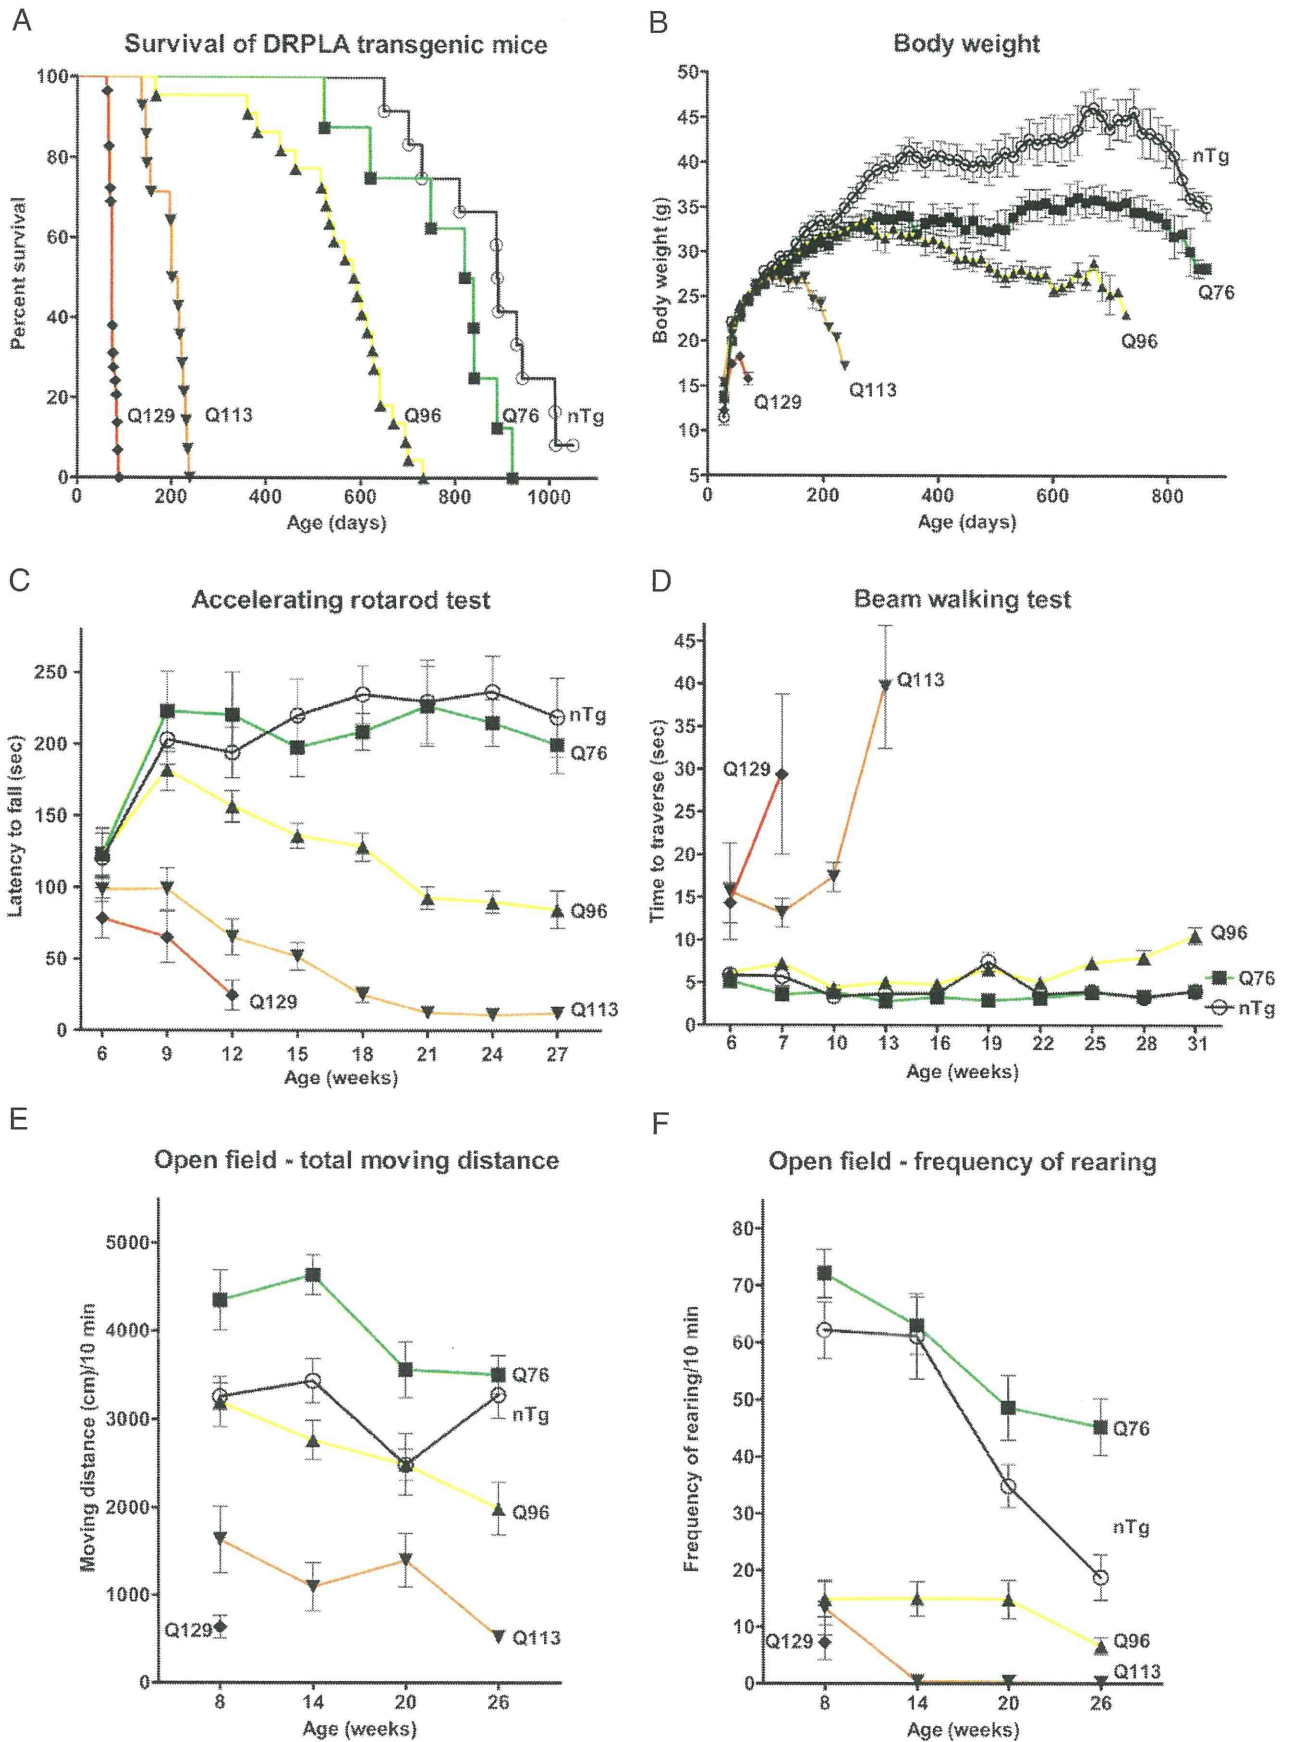 A
Survival of DRPLA transgenic mice
Percent survival
100
80
60
40
20
0
Q129
Q113
Q96
Q76
nTg
0 200 400 600 800 1000
Age (days)
B
Body weight
Body weight (g)
50
45
40
35
30
25
20
15
10
5
nTg
Q76
Q96
Q113
Q129
0 200 400 600 800
Age (days)
C
Accelerating rotarod test
Latency to fall (sec)
250
200
150
100
50
0
nTg
Q76
Q96
Q129
Q113
6 9 12 15 18 21 24 27
Age (weeks)
D
Beam walking test
Time to traverse (sec)
45
40
35
30
25
20
15
10
5
0
Q113
Q129
Q96
Q76
nTg
6 7 10 13 16 19 22 25 28 31
Age (weeks)
E
Open field - total moving distance
Moving distance (cm)/10 min
5000
4000
3000
2000
1000
0
Q76
nTg
Q96
Q129
Q113
8 14 20 26
Age (weeks)
F
Open field - frequency of rearing
Frequency of rearing/10 min
80
70
60
50
40
30
20
10
0
Q76
nTg
Q129
Q96
Q113
8 14 20 26
Age (weeks)